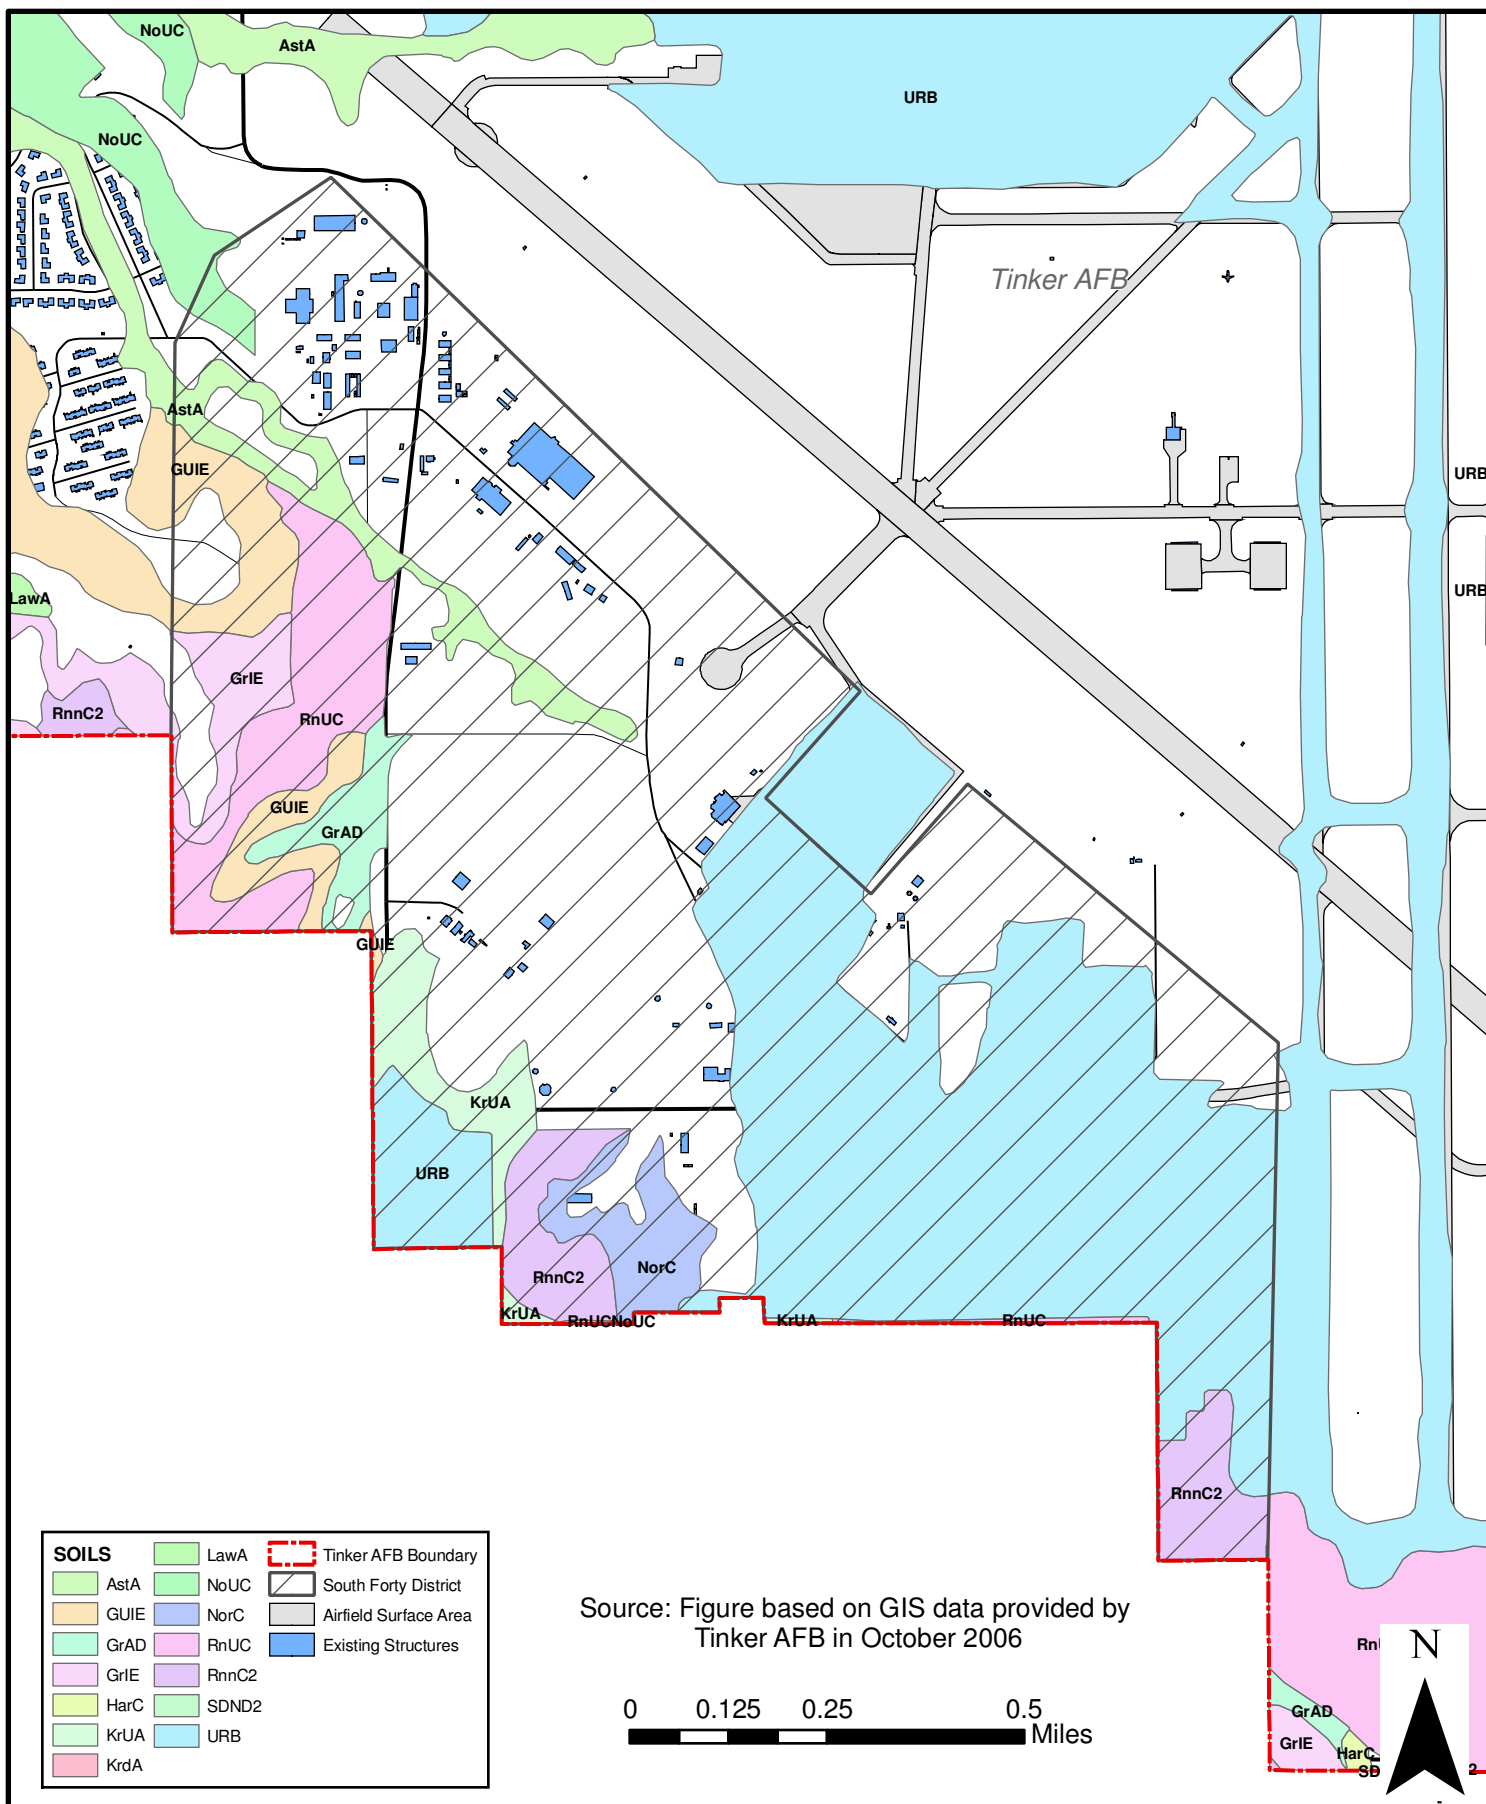 NoUC
AstA
URB
NoUC
Tinker AFB
AstA
GUIE
URB
URB
LawA
GrIE
RnnC2
RnUC
GUIE
GrAD
GUIE
KrUA
URB
RnnC2
NorC
KrUA
RnUCNoUC
KrUA
RnUC
RnnC2
SOILS
AstA
GUIE
GrAD
GrIE
HarC
KrUA
KrdA
LawA
NoUC
NorC
RnUC
RnnC2
SDND2
URB
Tinker AFB Boundary
South Forty District
Airfield Surface Area
Existing Structures
Source: Figure based on GIS data provided by
Tinker AFB in October 2006
0 0.125 0.25 0.5
Miles
N
GrAD
GrIE
HarC